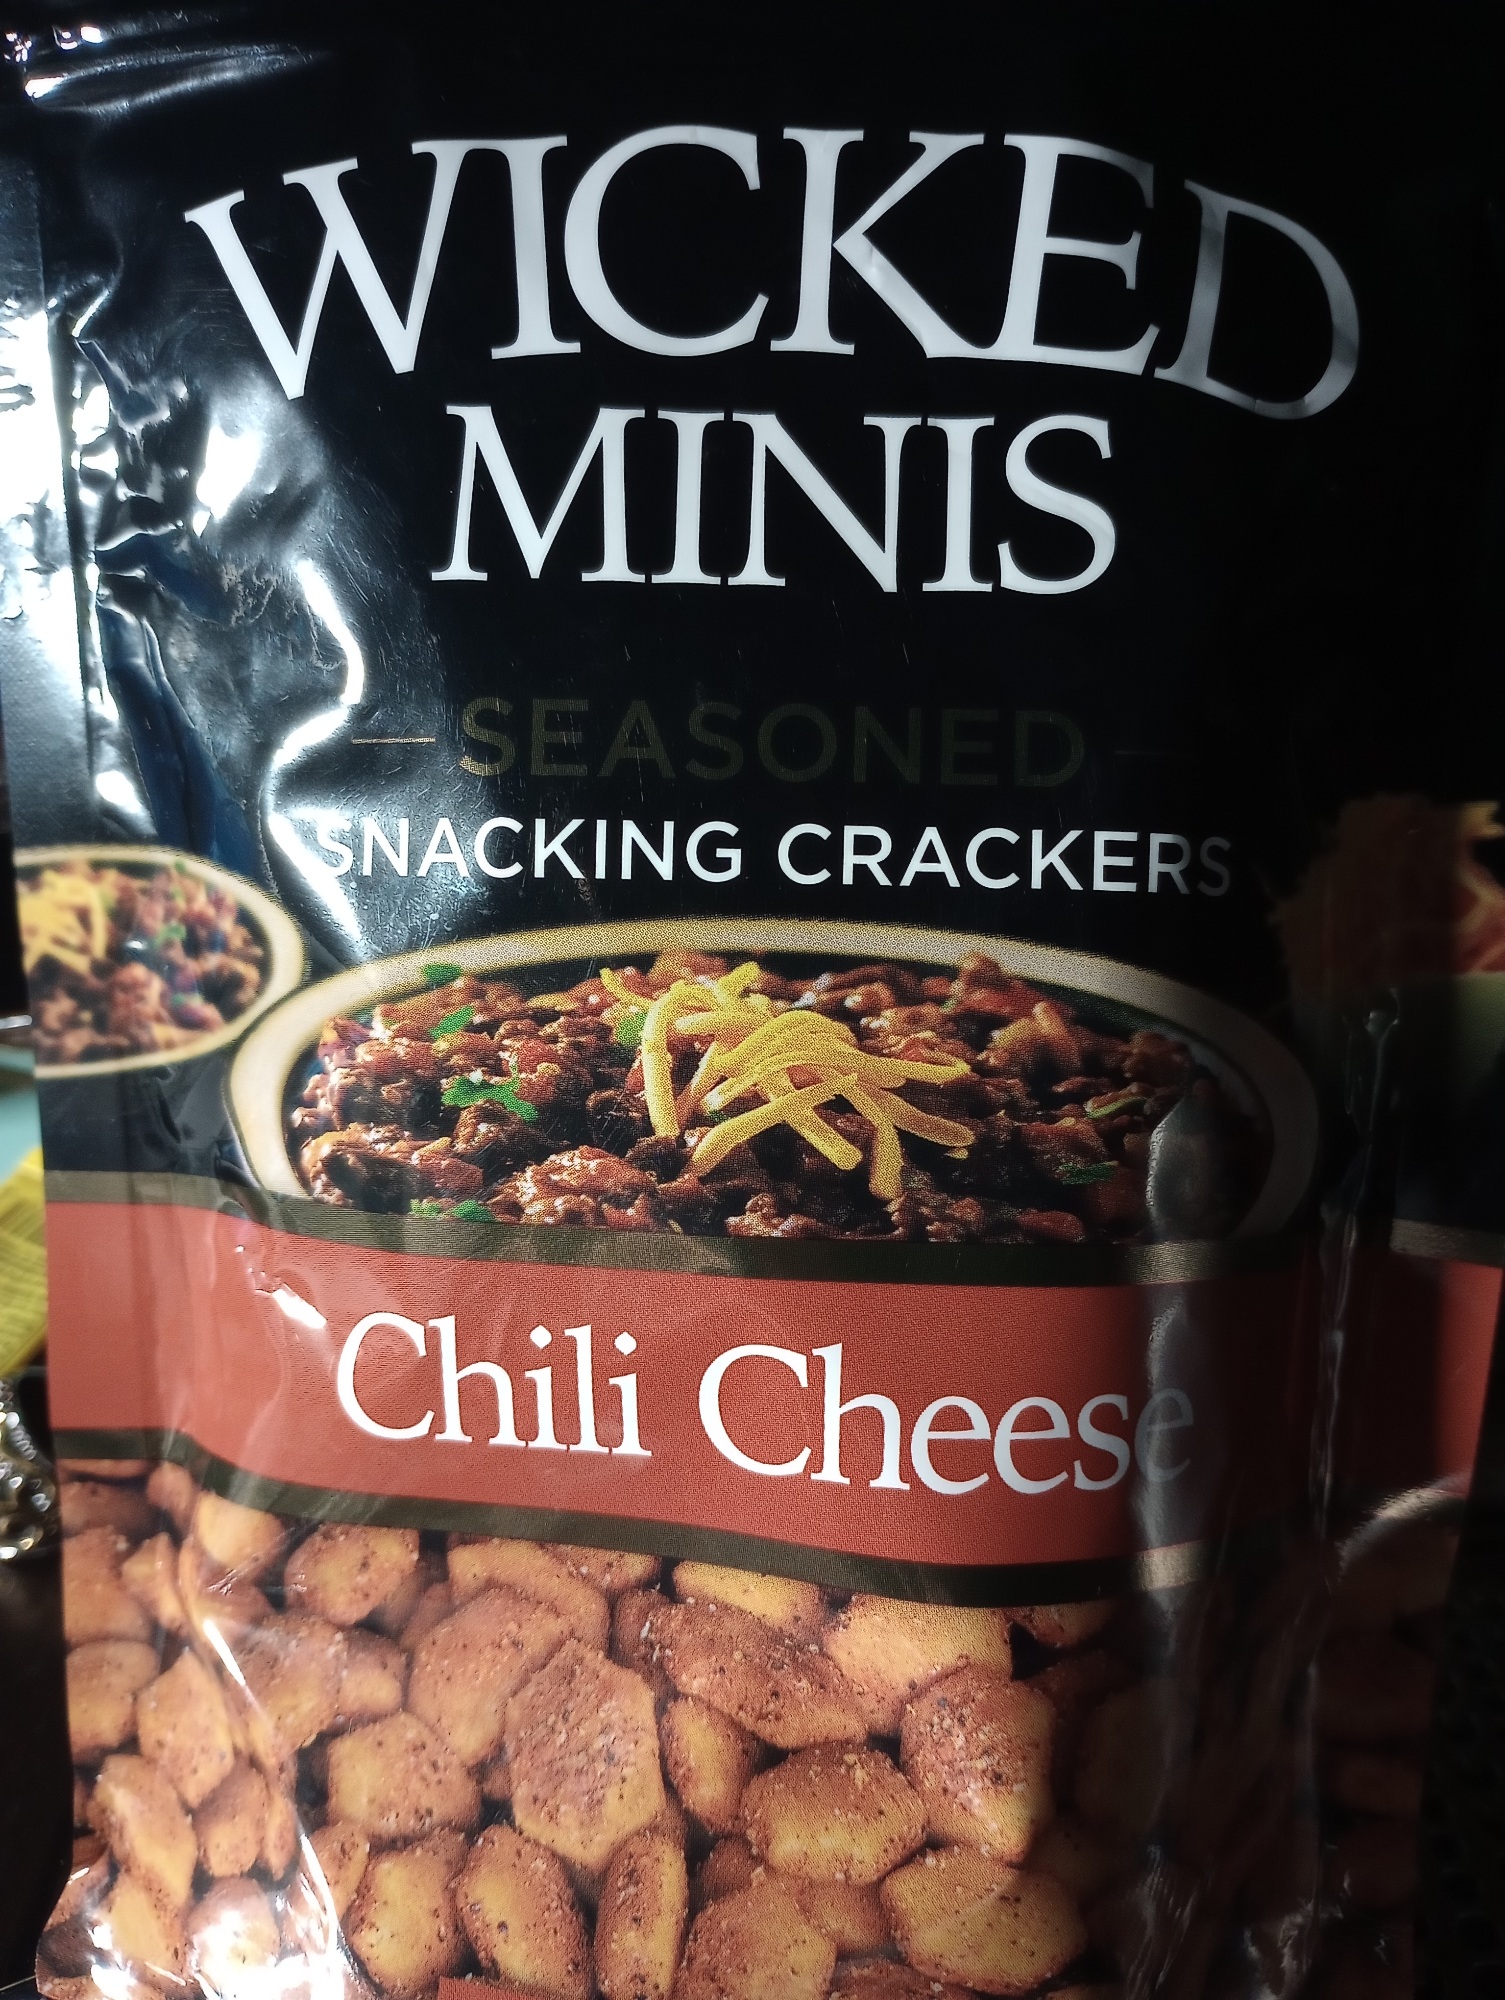 WICKED
MINIS
SEASONED
SNACKING CRACKERS
Chili Cheese